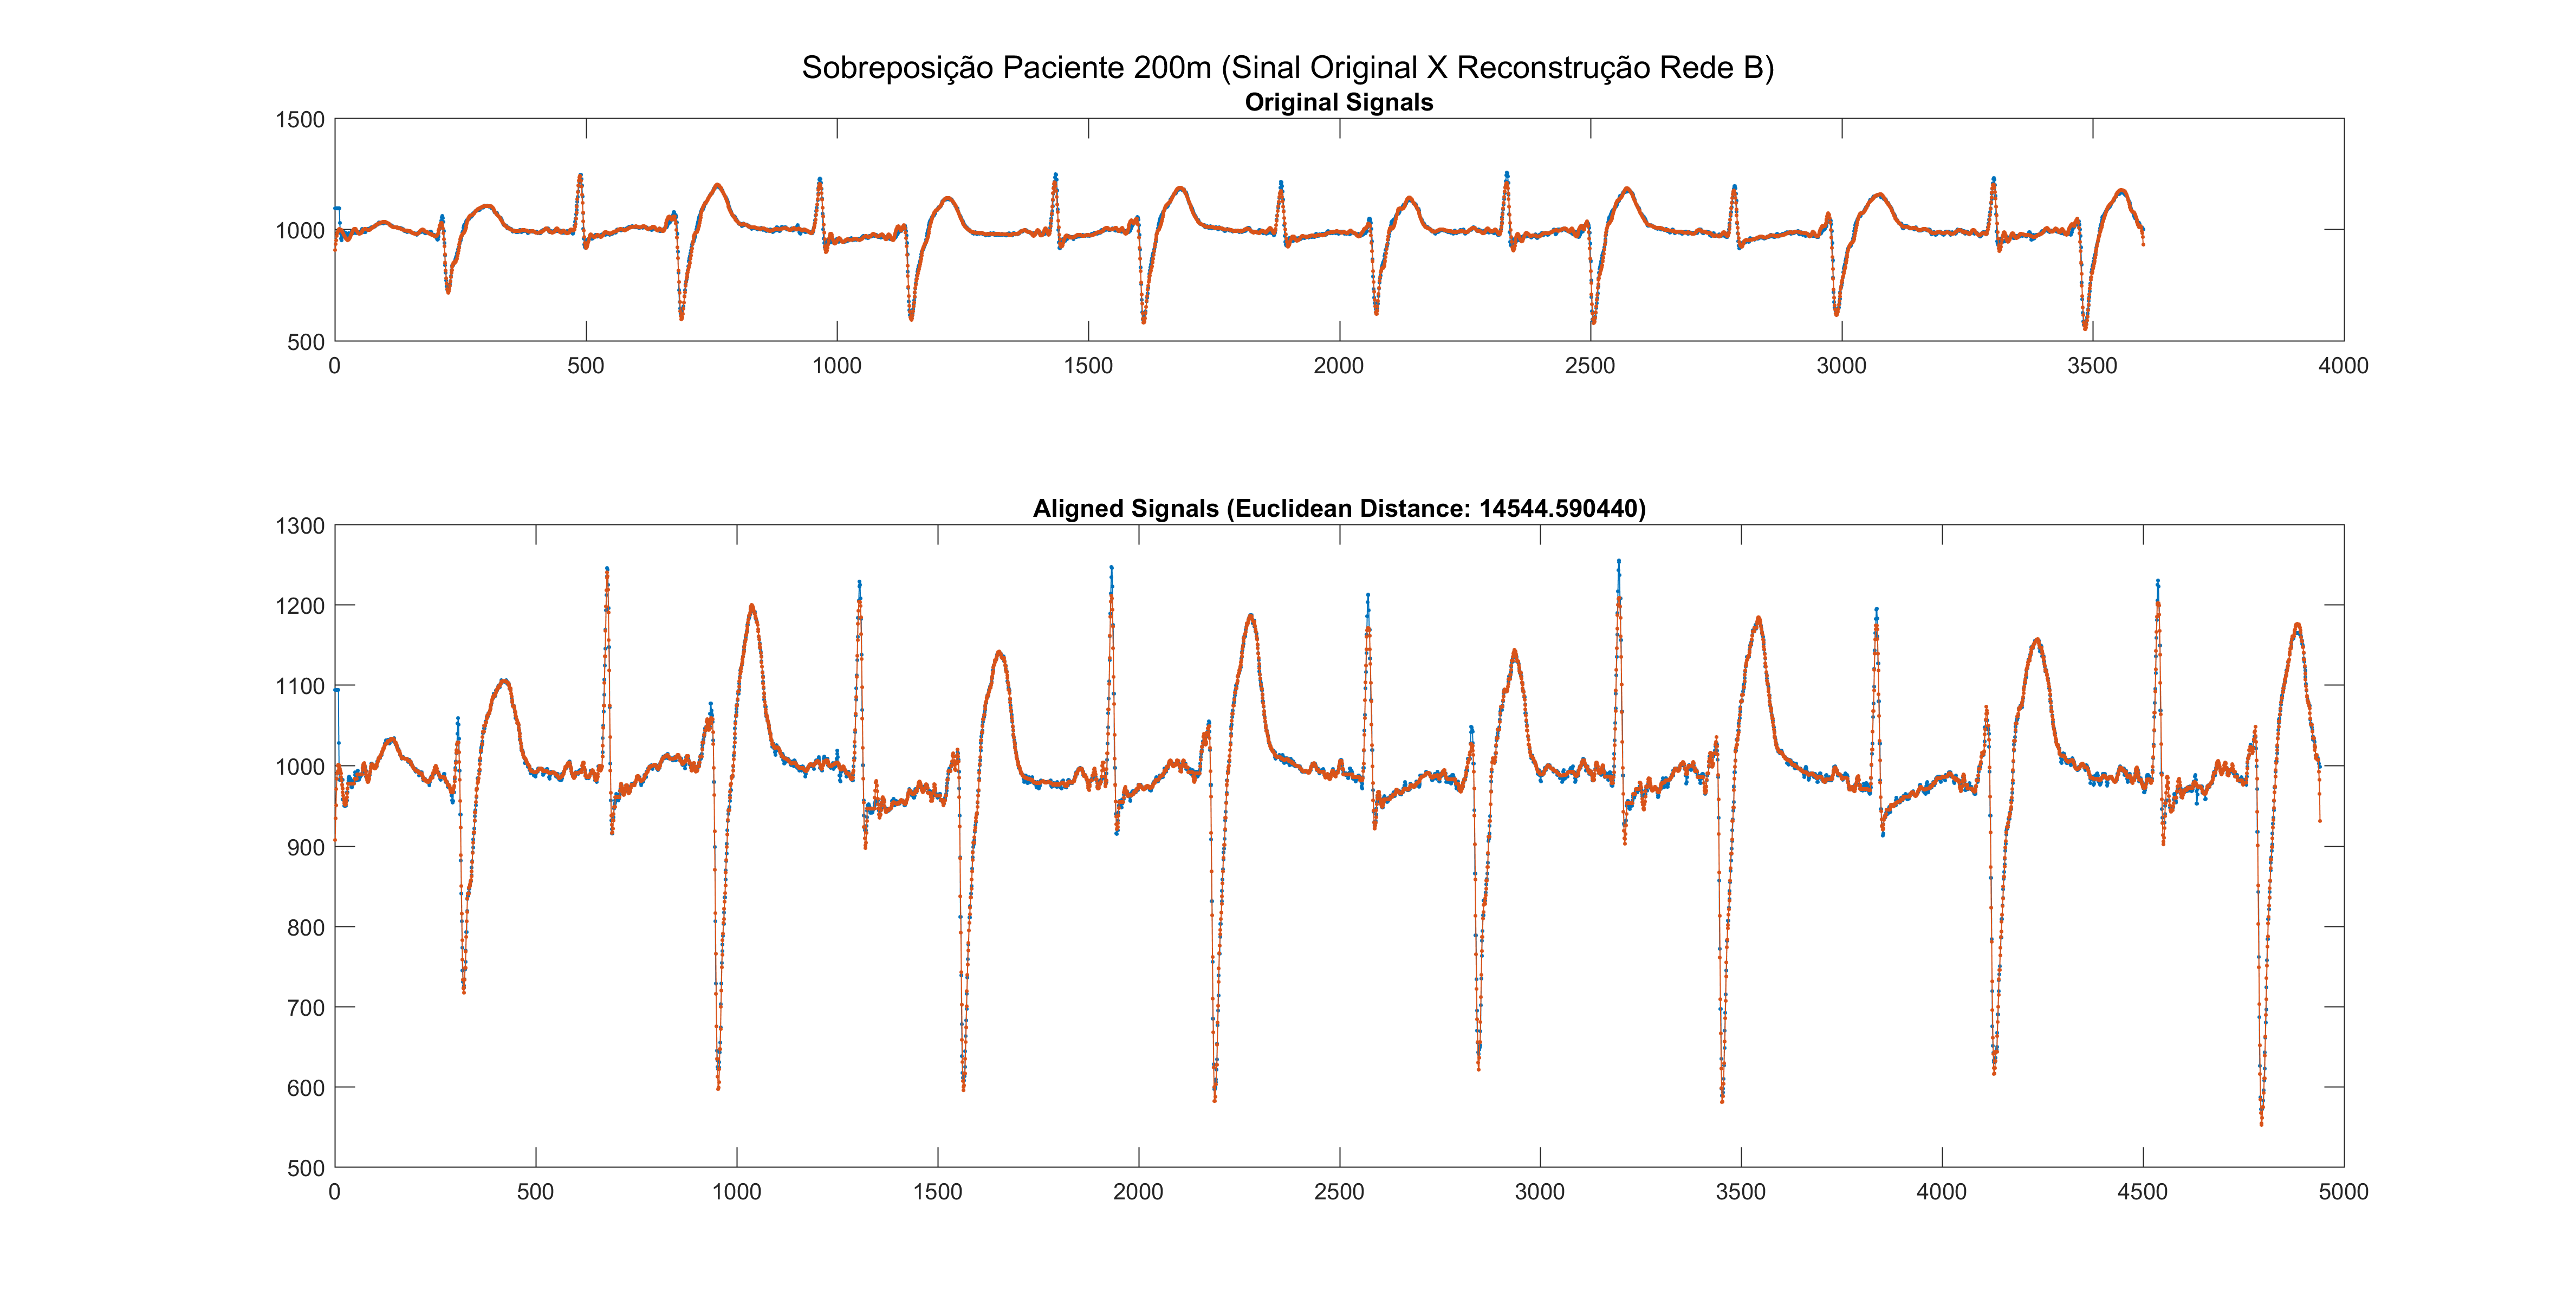 Sobreposição Paciente 200m (Sinal Original X Reconstrução Rede B)
Original Signals
1500
1000
500
0 500 1000 1500 2000 2500 3000 3500 4000
Aligned Signals (Euclidean Distance: 14544.590440)
1300
1200
1100
1000
900
800
700
600
500
0 500 1000 1500 2000 2500 3000 3500 4000 4500 5000